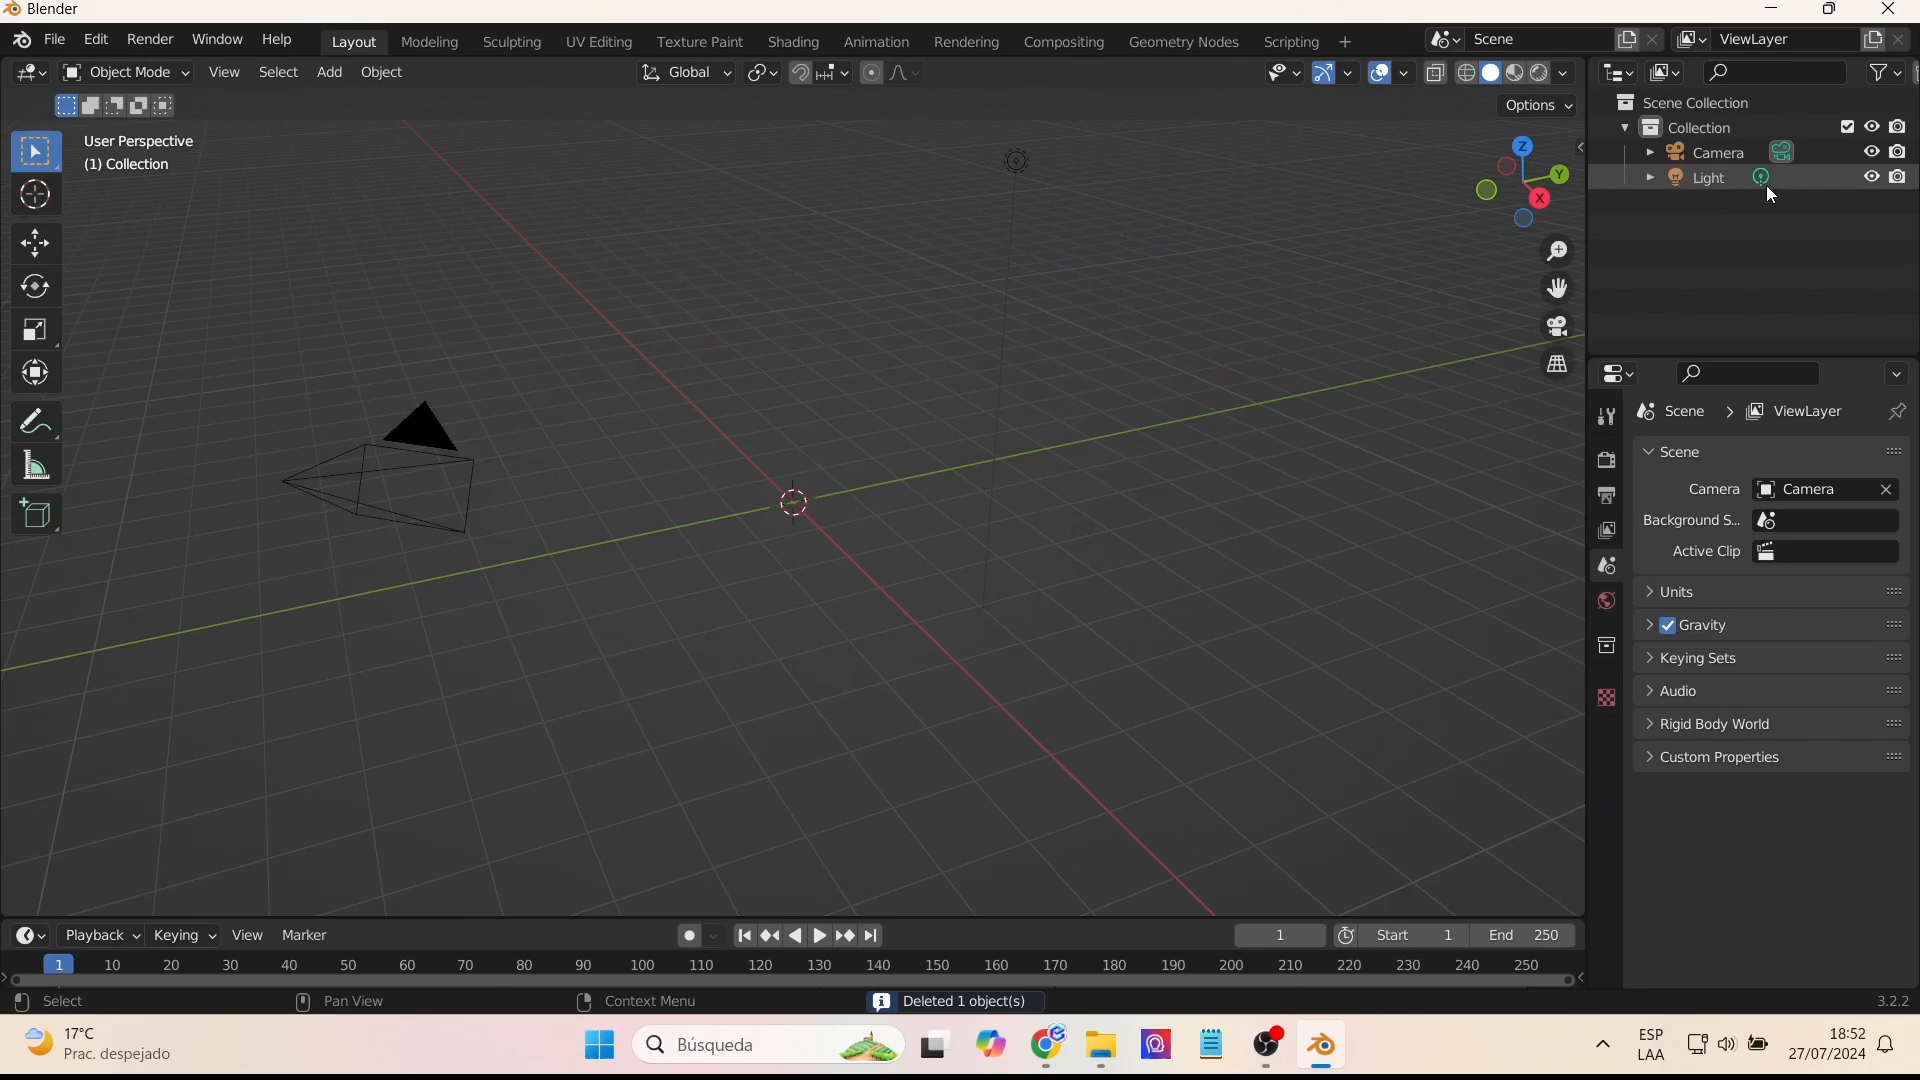 Blender
File Edit Render Window Help Layout Modeling Sculpting UV Editing Texture Paint Shading Animation Rendering Compositing Geometry Nodes Scripting + Scene ViewLayer
Object Mode View Select Add Object Global
Options
User Perspective
(1) Collection
Z
Y
X
Scene Collection
Collection
Camera
Light
Scene > ViewLayer
Scene
Camera Camera
Background S...
Active Clip
Units
Gravity
Keying Sets
Audio
Rigid Body World
Custom Properties
Playback Keying View Marker 1 Start 1 End 250
1 10 20 30 40 50 60 70 80 90 100 110 120 130 140 150 160 170 180 190 200 210 220 230 240 250
Select Pan View Context Menu Deleted 1 object(s) 3.2.2
17°C
Prac. despejado
Búsqueda
ESP
LAA
18:52
27/07/2024